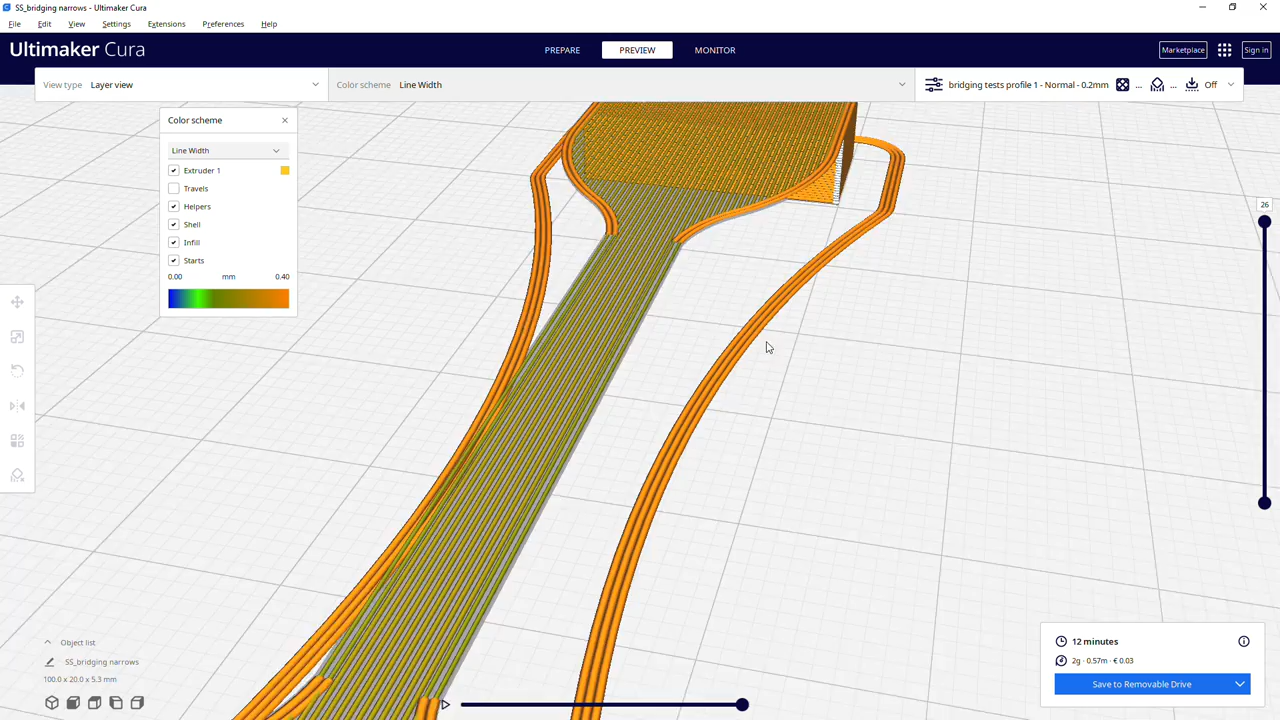 SS_bridging narrows - Ultimaker Cura
File Edit View Settings Extensions Preferences Help
Ultimaker Cura
PREPARE PREVIEW MONITOR
Marketplace Sign in
View type Layer view
Color scheme Line Width
bridging tests profile 1 - Normal - 0.2mm ... ... Off
Color scheme
Line Width
Extruder 1
Travels
Helpers
Shell
Infill
Starts
0.00 mm 0.40
26
Object list
SS_bridging narrows
100.0 x 20.0 x 5.3 mm
12 minutes
2g · 0.57m · € 0.03
Save to Removable Drive